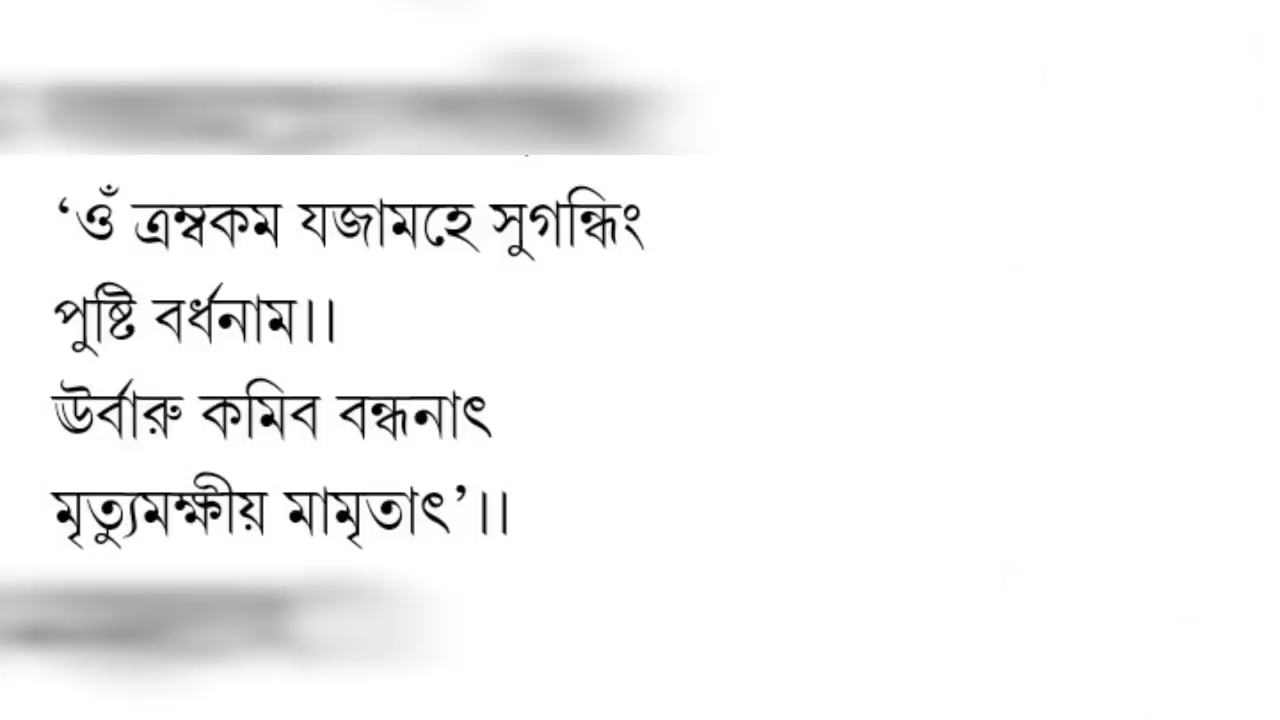 ‘ওঁ ত্রম্বকম যজামহে সুগন্ধিং
পুষ্টি বর্ধনাম।।
ঊর্বারু কমিব বন্ধনাৎ
মৃত্যুমক্ষীয় মামৃতাৎ’।।